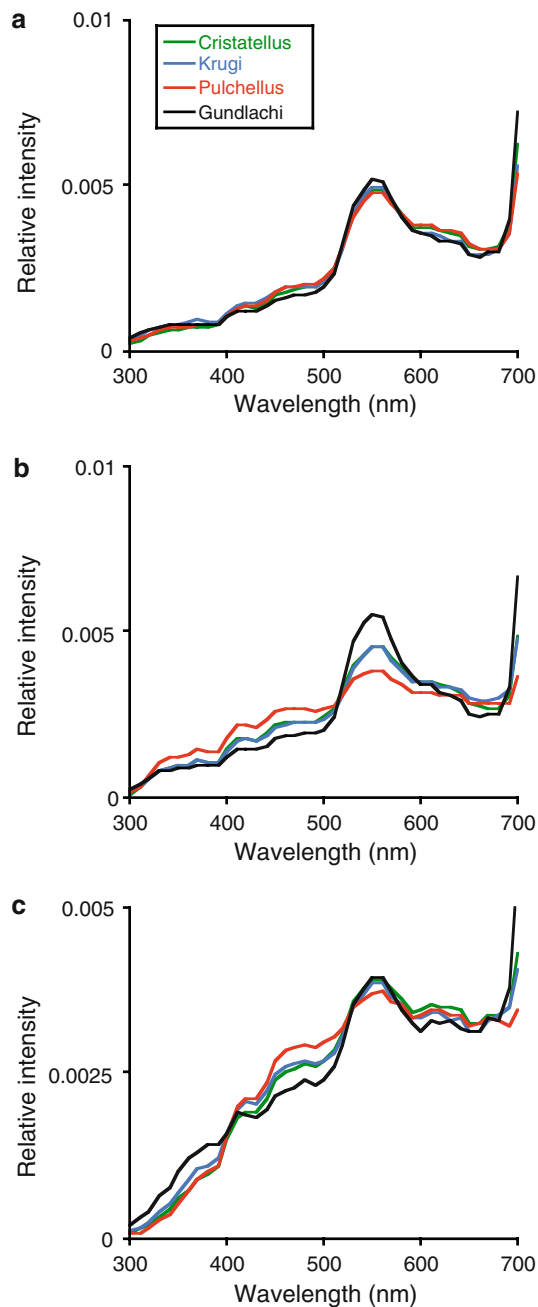 a
0.01
Cristatellus
Krugi
Pulchellus
Gundlachi
0.005
Relative intensity
0
300 400 500 600 700
Wavelength (nm)
b
0.01
0.005
Relative intensity
0
300 400 500 600 700
Wavelength (nm)
c
0.005
0.0025
Relative intensity
0
300 400 500 600 700
Wavelength (nm)